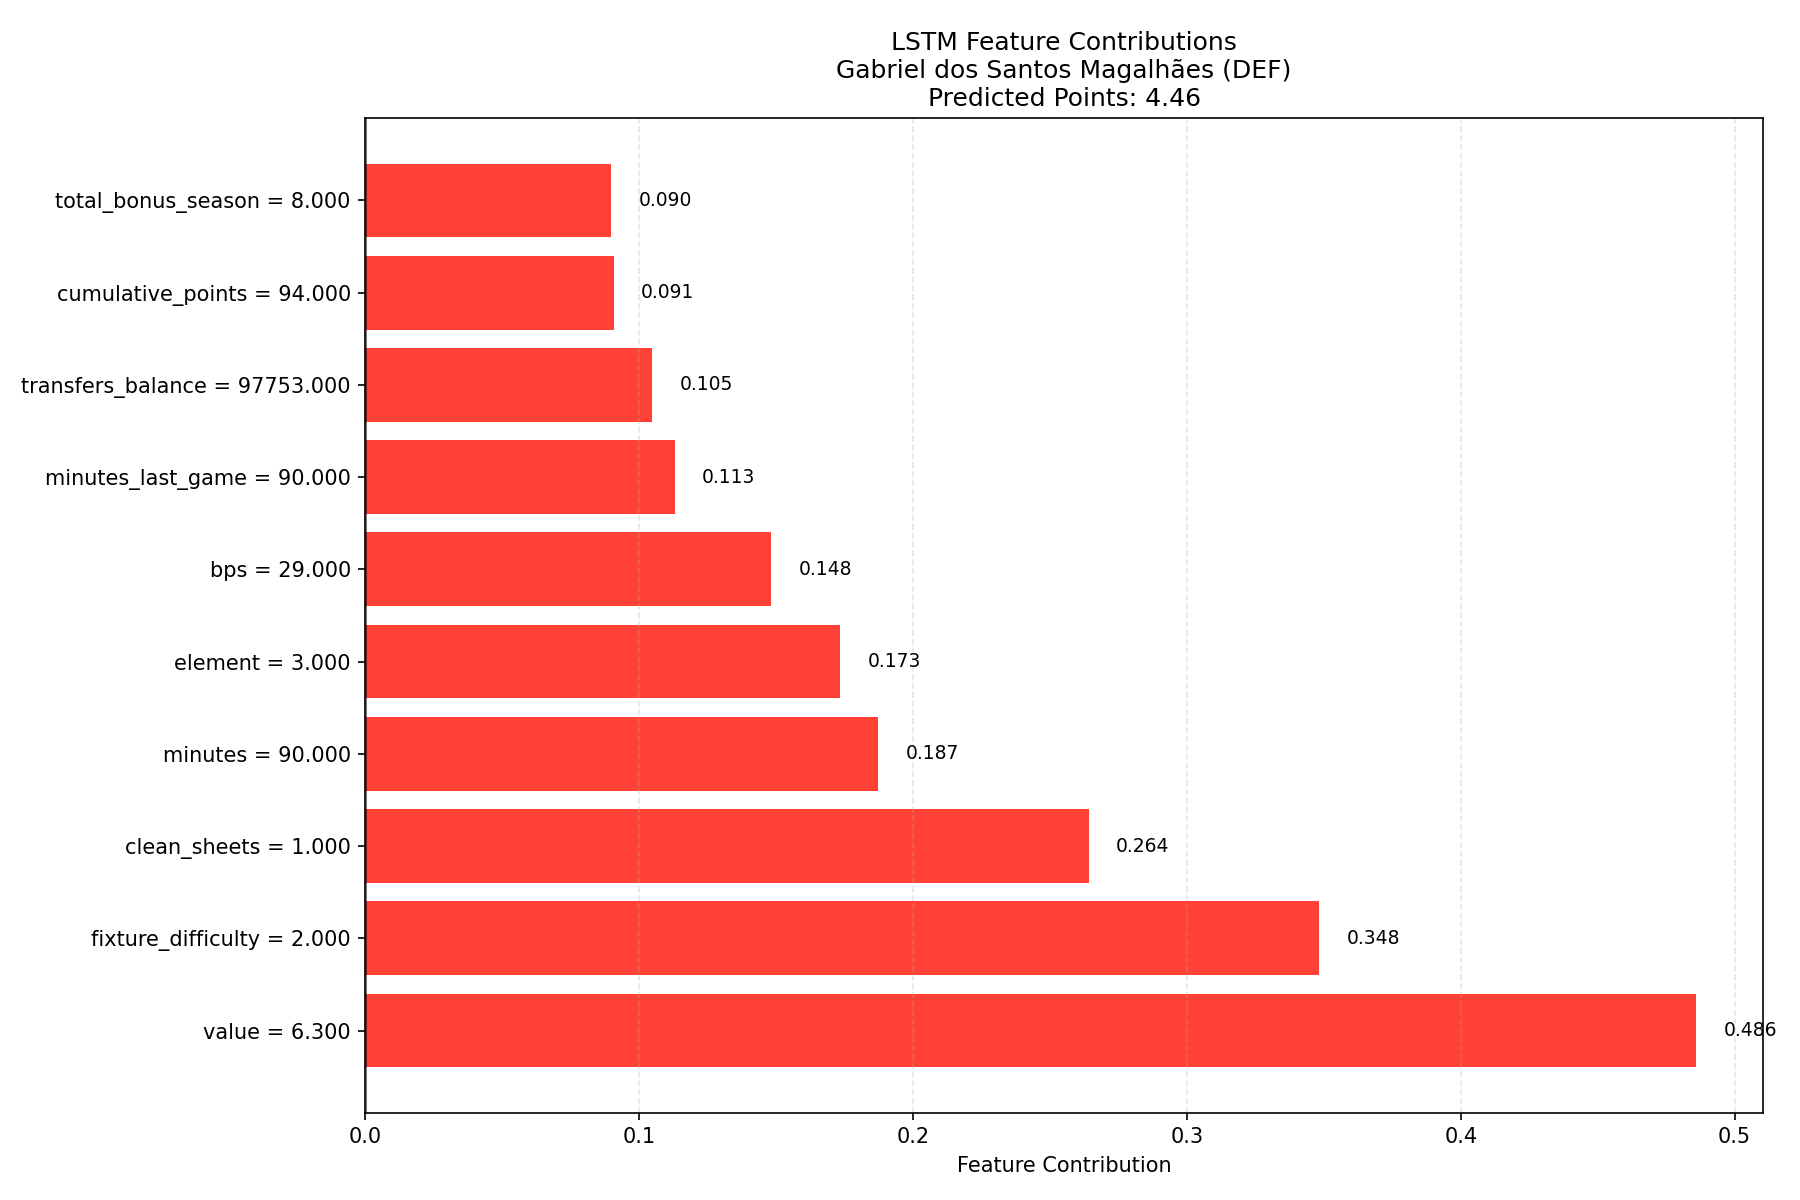 LSTM Feature Contributions
Gabriel dos Santos Magalhães (DEF)
Predicted Points: 4.46
total_bonus_season = 8.000
0.090
cumulative_points = 94.000
0.091
transfers_balance = 97753.000
0.105
minutes_last_game = 90.000
0.113
bps = 29.000
0.148
element = 3.000
0.173
minutes = 90.000
0.187
clean_sheets = 1.000
0.264
fixture_difficulty = 2.000
0.348
value = 6.300
0.486
0.0 0.1 0.2 0.3 0.4 0.5
Feature Contribution